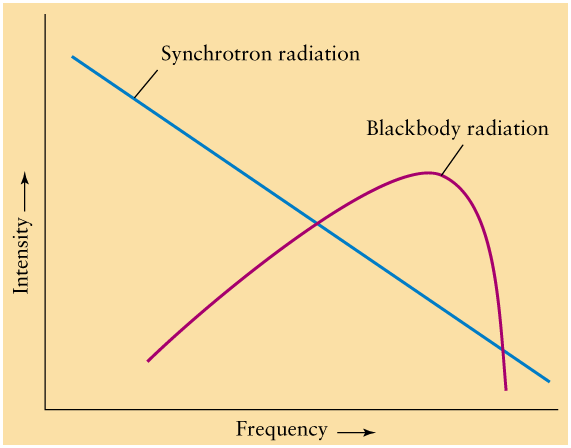 Synchrotron radiation
Blackbody radiation
Intensity
Frequency